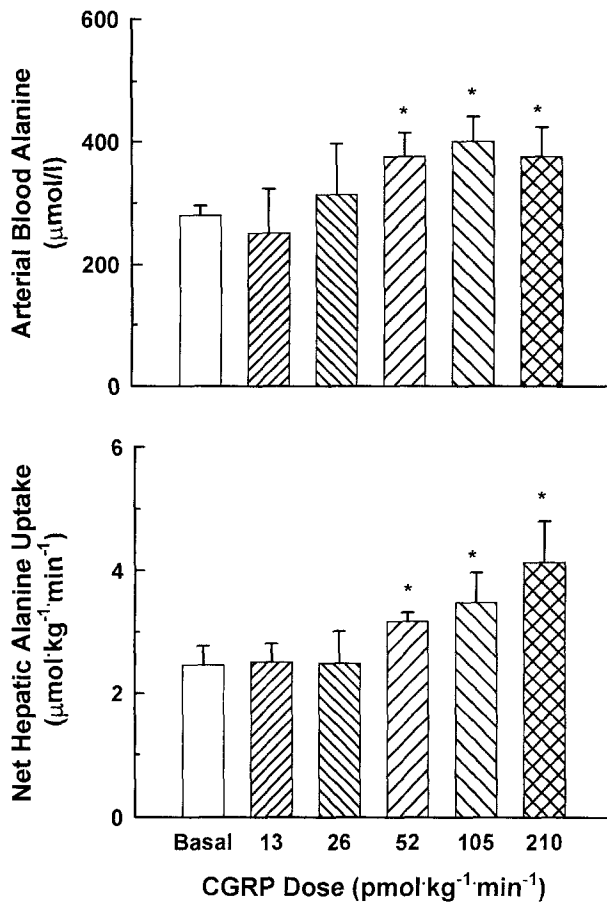 Arterial Blood Alanine
(μmol/l)
600
400
200
0
*
*
*
Net Hepatic Alanine Uptake
(μmol·kg⁻¹·min⁻¹)
6
4
2
0
*
*
*
Basal 13 26 52 105 210
CGRP Dose (pmol·kg⁻¹·min⁻¹)